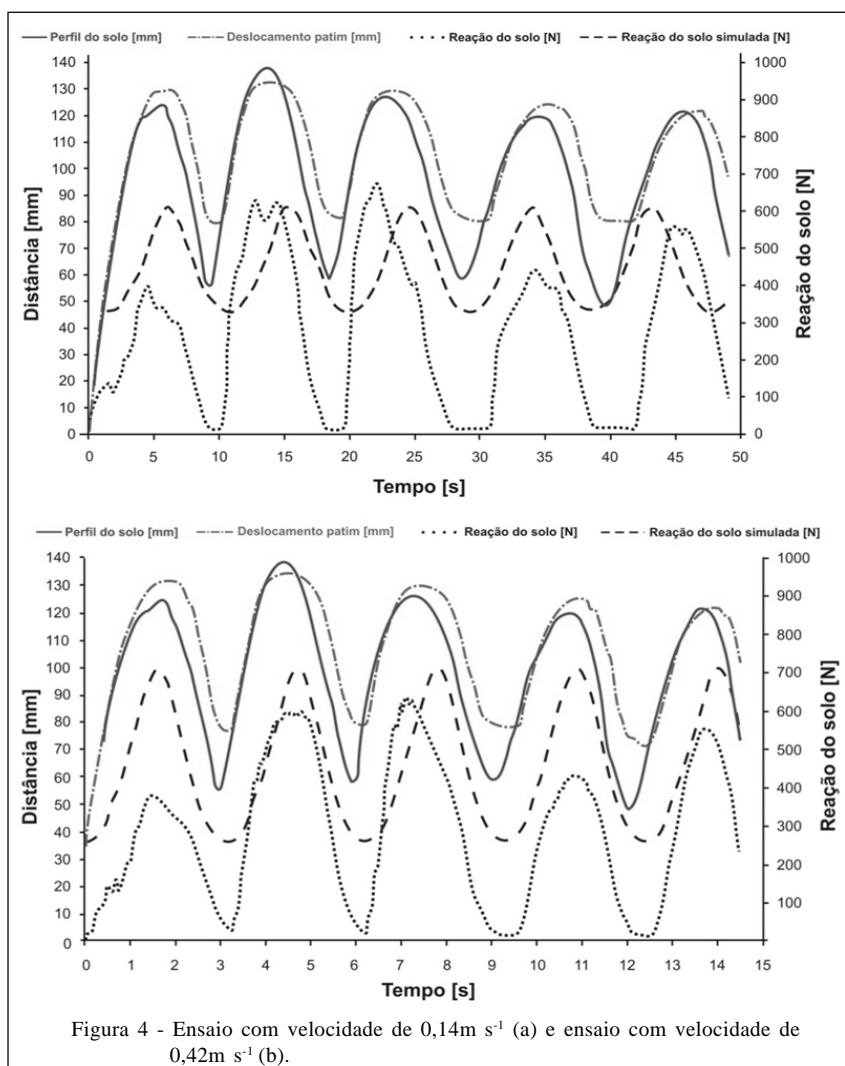 Perfil do solo [mm] Deslocamento patim [mm] Reação do solo [N] Reação do solo simulada [N]
140 1000
130
120 900
110 800
100 700
90
80 600
70 500
60 400
50
40 300
30 200
20
10 100
0 0
Distância [mm]
Reação do solo [N]
0 5 10 15 20 25 30 35 40 45 50
Tempo [s]
Perfil do solo [mm] Deslocamento patim [mm] Reação do solo [N] Reação do solo simulada [N]
140 1000
130 900
120
110 800
100 700
90
80 600
70 500
60
50 400
40 300
30 200
20
10 100
0
Distância [mm]
Reação do solo [N]
0 1 2 3 4 5 6 7 8 9 10 11 12 13 14 15
Tempo [s]
Figura 4 - Ensaio com velocidade de 0,14m s⁻¹ (a) e ensaio com velocidade de
0,42m s⁻¹ (b).